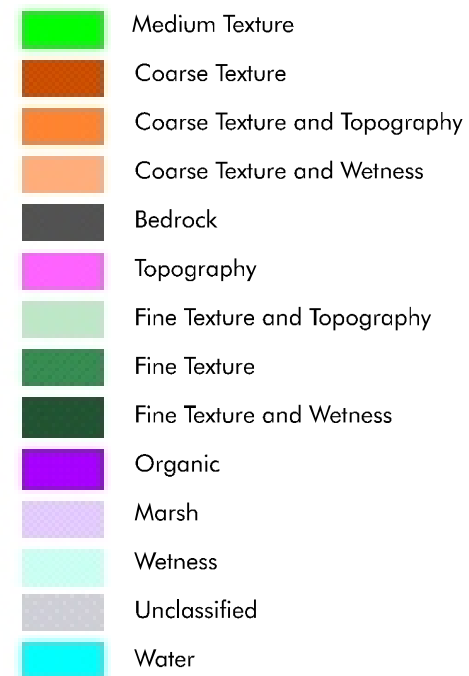 Medium Texture
Coarse Texture
Coarse Texture and Topography
Coarse Texture and Wetness
Bedrock
Topography
Fine Texture and Topography
Fine Texture
Fine Texture and Wetness
Organic
Marsh
Wetness
Unclassified
Water